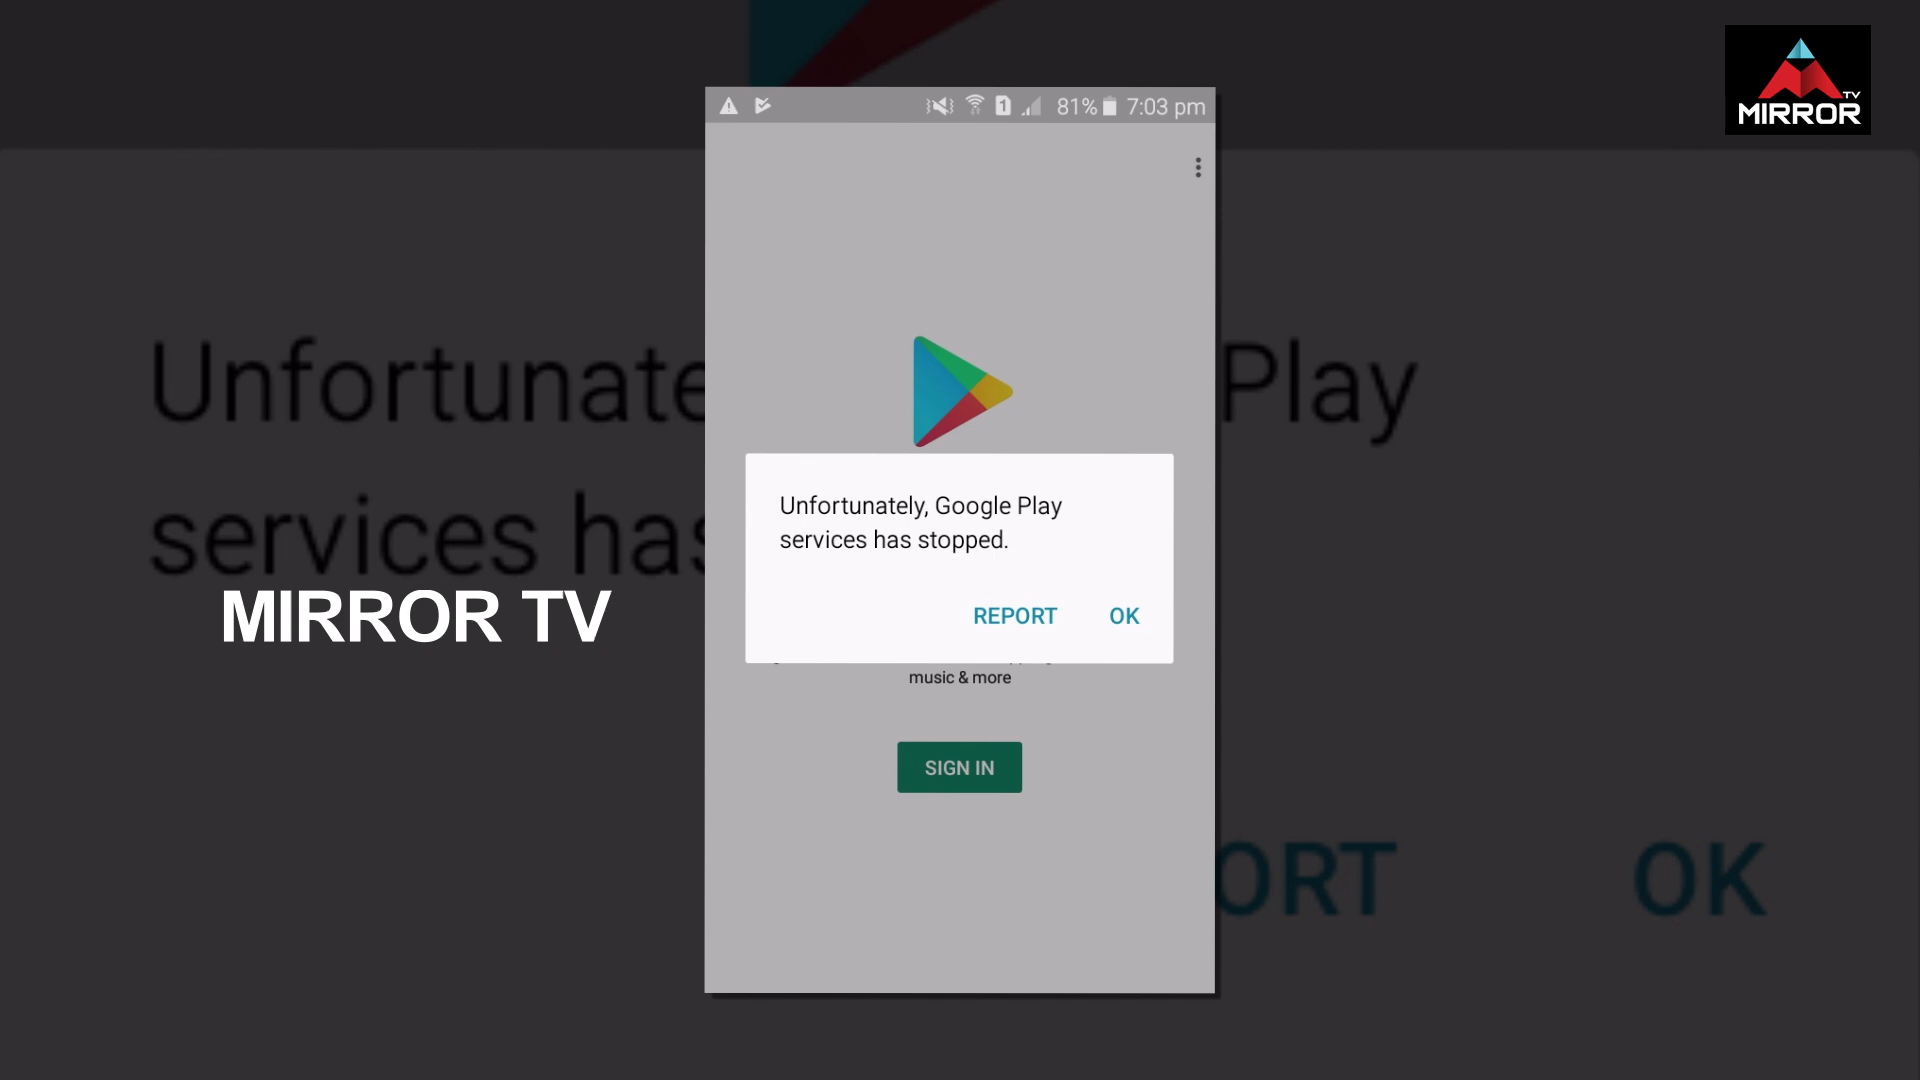 TV
MIRROR
1 81% 7:03 pm
Unfortunate
Play
services has
Unfortunately, Google Play
services has stopped.
REPORT OK
MIRROR TV
music & more
SIGN IN
ORT OK